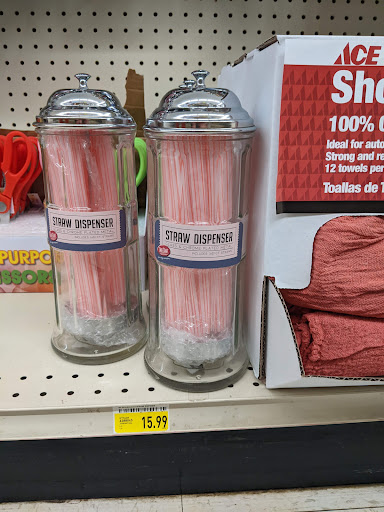 ACE
Sho
100% C
Ideal for auto
Strong and re
12 towels per
Toallas de T
PURPO
SSOR
STRAW DISPENSER
STRAW DISPENSER
15.99